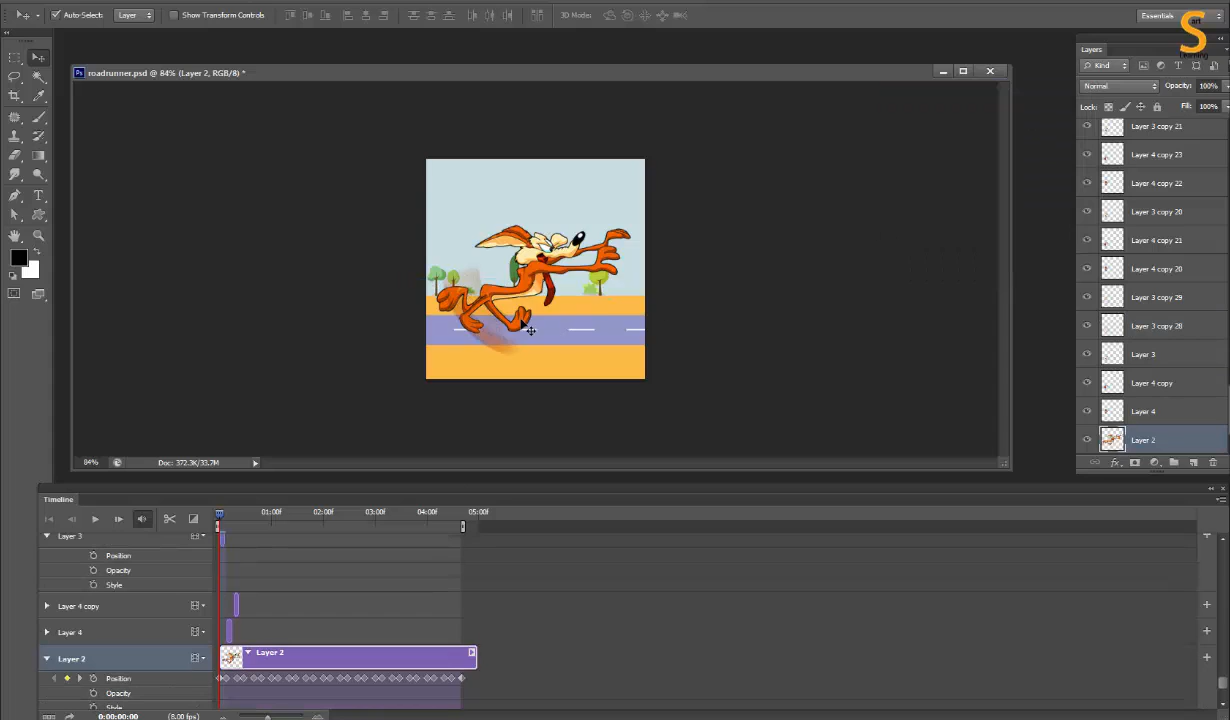 Auto-Selects Layer Show Transform Controls 3D Modes Essentials
art
S
Learning
roadrunner.psd @ 84% (Layer 2, RGB/8) *
Layers
Kind
Normal Opacity: 100%
Lock: Fill: 100%
Layer 3 copy 21
Layer 4 copy 23
Layer 4 copy 22
Layer 3 copy 20
Layer 4 copy 21
Layer 4 copy 20
Layer 3 copy 29
Layer 3 copy 28
Layer 3
Layer 4 copy
Layer 4
Layer 2
84% Doc: 372.3K/33.7M
Timeline
01:00f 02:00f 03:00f 04:00f 05:00f
Layer 3
Position
Opacity
Style
Layer 4 copy
Layer 4
Layer 2 Layer 2
Position
Opacity
Style
0:00:00:00 (8.00 fps)